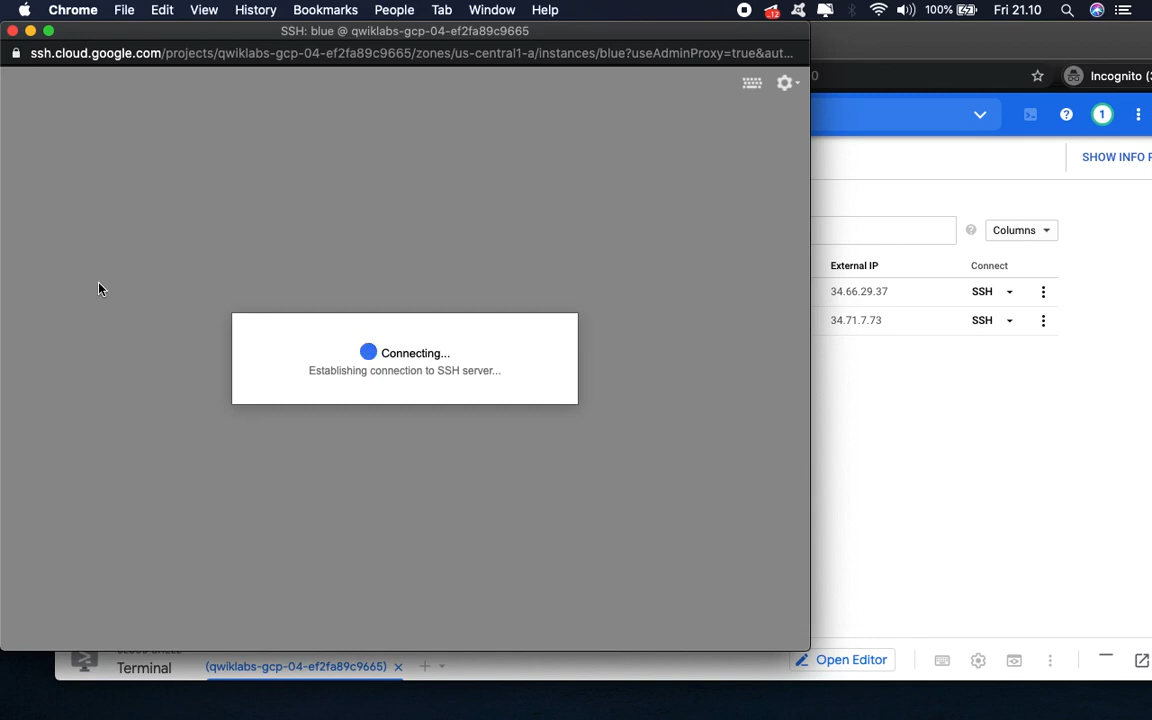 Chrome File Edit View History Bookmarks People Tab Window Help 12 100% Fri 21.10
SSH: blue @ qwiklabs-gcp-04-ef2fa89c9665
ssh.cloud.google.com/projects/qwiklabs-gcp-04-ef2fa89c9665/zones/us-central1-a/instances/blue?useAdminProxy=true&aut...
0
Incognito (
1
SHOW INFO P
Columns
External IP Connect
34.66.29.37 SSH
34.71.7.73 SSH
Connecting...
Establishing connection to SSH server...
Terminal (qwiklabs-gcp-04-ef2fa89c9665) × + Open Editor